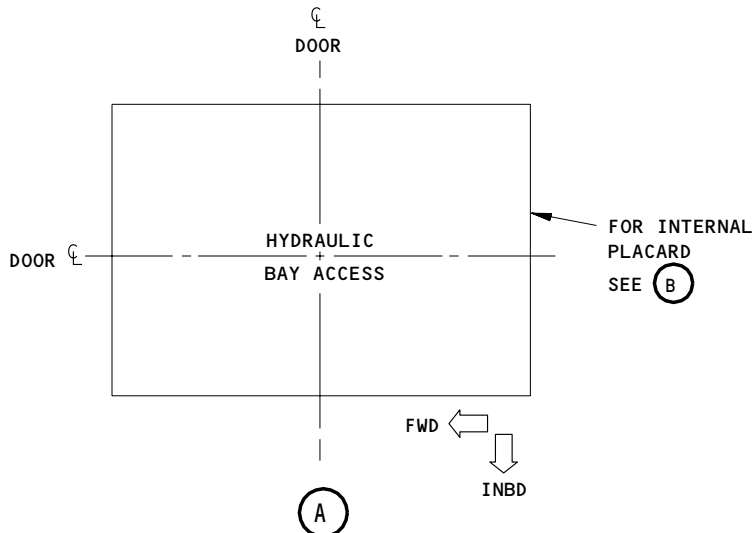 ℄
DOOR
HYDRAULIC
BAY ACCESS
DOOR ℄
FOR INTERNAL
PLACARD
SEE B
FWD
INBD
A